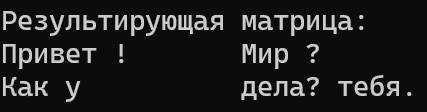 Результирующая матрица:
Привет ! Мир ?
Как у дела? тебя.